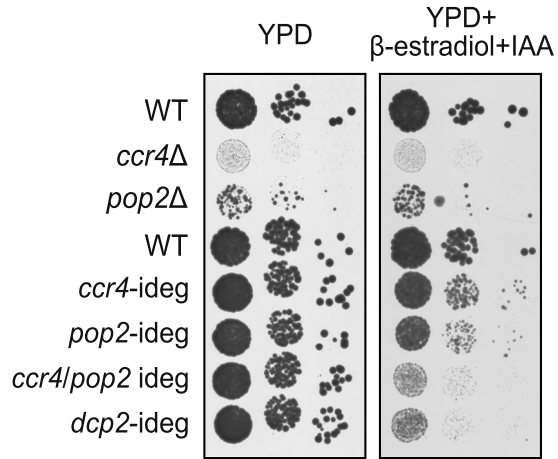 YPD
YPD+
β-estradiol+IAA
WT
ccr4Δ
pop2Δ
WT
ccr4-ideg
pop2-ideg
ccr4/pop2 ideg
dcp2-ideg